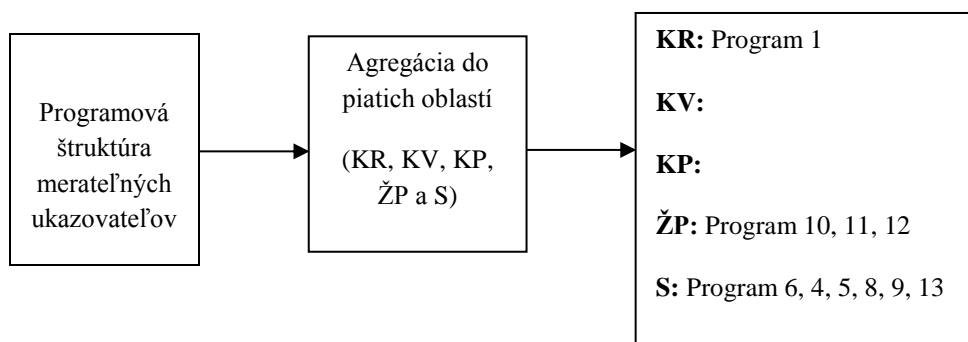 Programová
štruktúra
merateľných
ukazovateľov
Agregácia do
piatich oblastí
(KR, KV, KP,
ŽP a S)
KR: Program 1
KV:
KP:
ŽP: Program 10, 11, 12
S: Program 6, 4, 5, 8, 9, 13